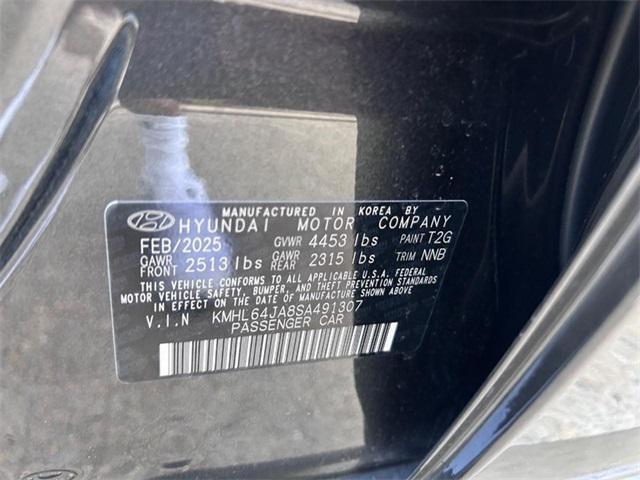 MANUFACTURED IN KOREA BY
HYUNDAI MOTOR COMPANY
FEB/2025 GVWR 4453 lbs PAINT T2G
GAWR FRONT 2513 lbs GAWR REAR 2315 lbs TRIM NNB
THIS VEHICLE CONFORMS TO ALL APPLICABLE U.S.A. FEDERAL
MOTOR VEHICLE SAFETY, BUMPER, AND THEFT PREVENTION STANDARDS
IN EFFECT ON THE DATE OF MANUFACTURE SHOWN ABOVE.
V.I.N KMHL64JA8SA491307
PASSENGER CAR